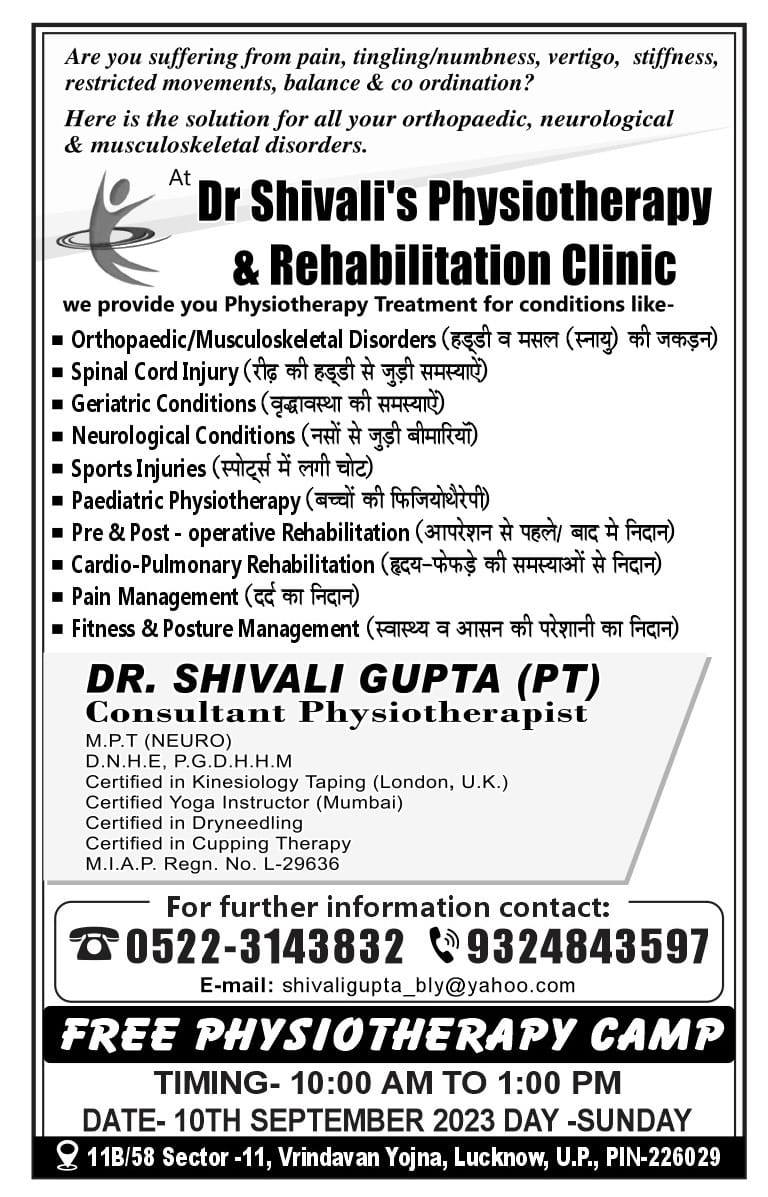 Are you suffering from pain, tingling/numbness, vertigo, stiffness,
restricted movements, balance & co ordination?
Here is the solution for all your orthopaedic, neurological
& musculoskeletal disorders.
At Dr Shivali's Physiotherapy
& Rehabilitation Clinic
we provide you Physiotherapy Treatment for conditions like-
▪ Orthopaedic/Musculoskeletal Disorders (हड्डी व मसल (स्नायु) की जकड़न)
▪ Spinal Cord Injury (रीढ़ की हड्डी से जुड़ी समस्याऐं)
▪ Geriatric Conditions (वृद्धावस्था की समस्याऐं)
▪ Neurological Conditions (नसों से जुड़ी बीमारियॉ)
▪ Sports Injuries (स्पोर्ट्स में लगी चोट)
▪ Paediatric Physiotherapy (बच्चों की फिजियोथैरेपी)
▪ Pre & Post - operative Rehabilitation (आपरेशन से पहले/ बाद मे निदान)
▪ Cardio-Pulmonary Rehabilitation (हृदय-फेफड़े की समस्याओं से निदान)
▪ Pain Management (दर्द का निदान)
▪ Fitness & Posture Management (स्वास्थ्य व आसन की परेशानी का निदान)
DR. SHIVALI GUPTA (PT)
Consultant Physiotherapist
M.P.T (NEURO)
D.N.H.E, P.G.D.H.H.M
Certified in Kinesiology Taping (London, U.K.)
Certified Yoga Instructor (Mumbai)
Certified in Dryneedling
Certified in Cupping Therapy
M.I.A.P. Regn. No. L-29636
For further information contact:
0522-3143832 9324843597
E-mail: shivaligupta_bly@yahoo.com
FREE PHYSIOTHERAPY CAMP
TIMING- 10:00 AM TO 1:00 PM
DATE- 10TH SEPTEMBER 2023 DAY -SUNDAY
11B/58 Sector -11, Vrindavan Yojna, Lucknow, U.P., PIN-226029